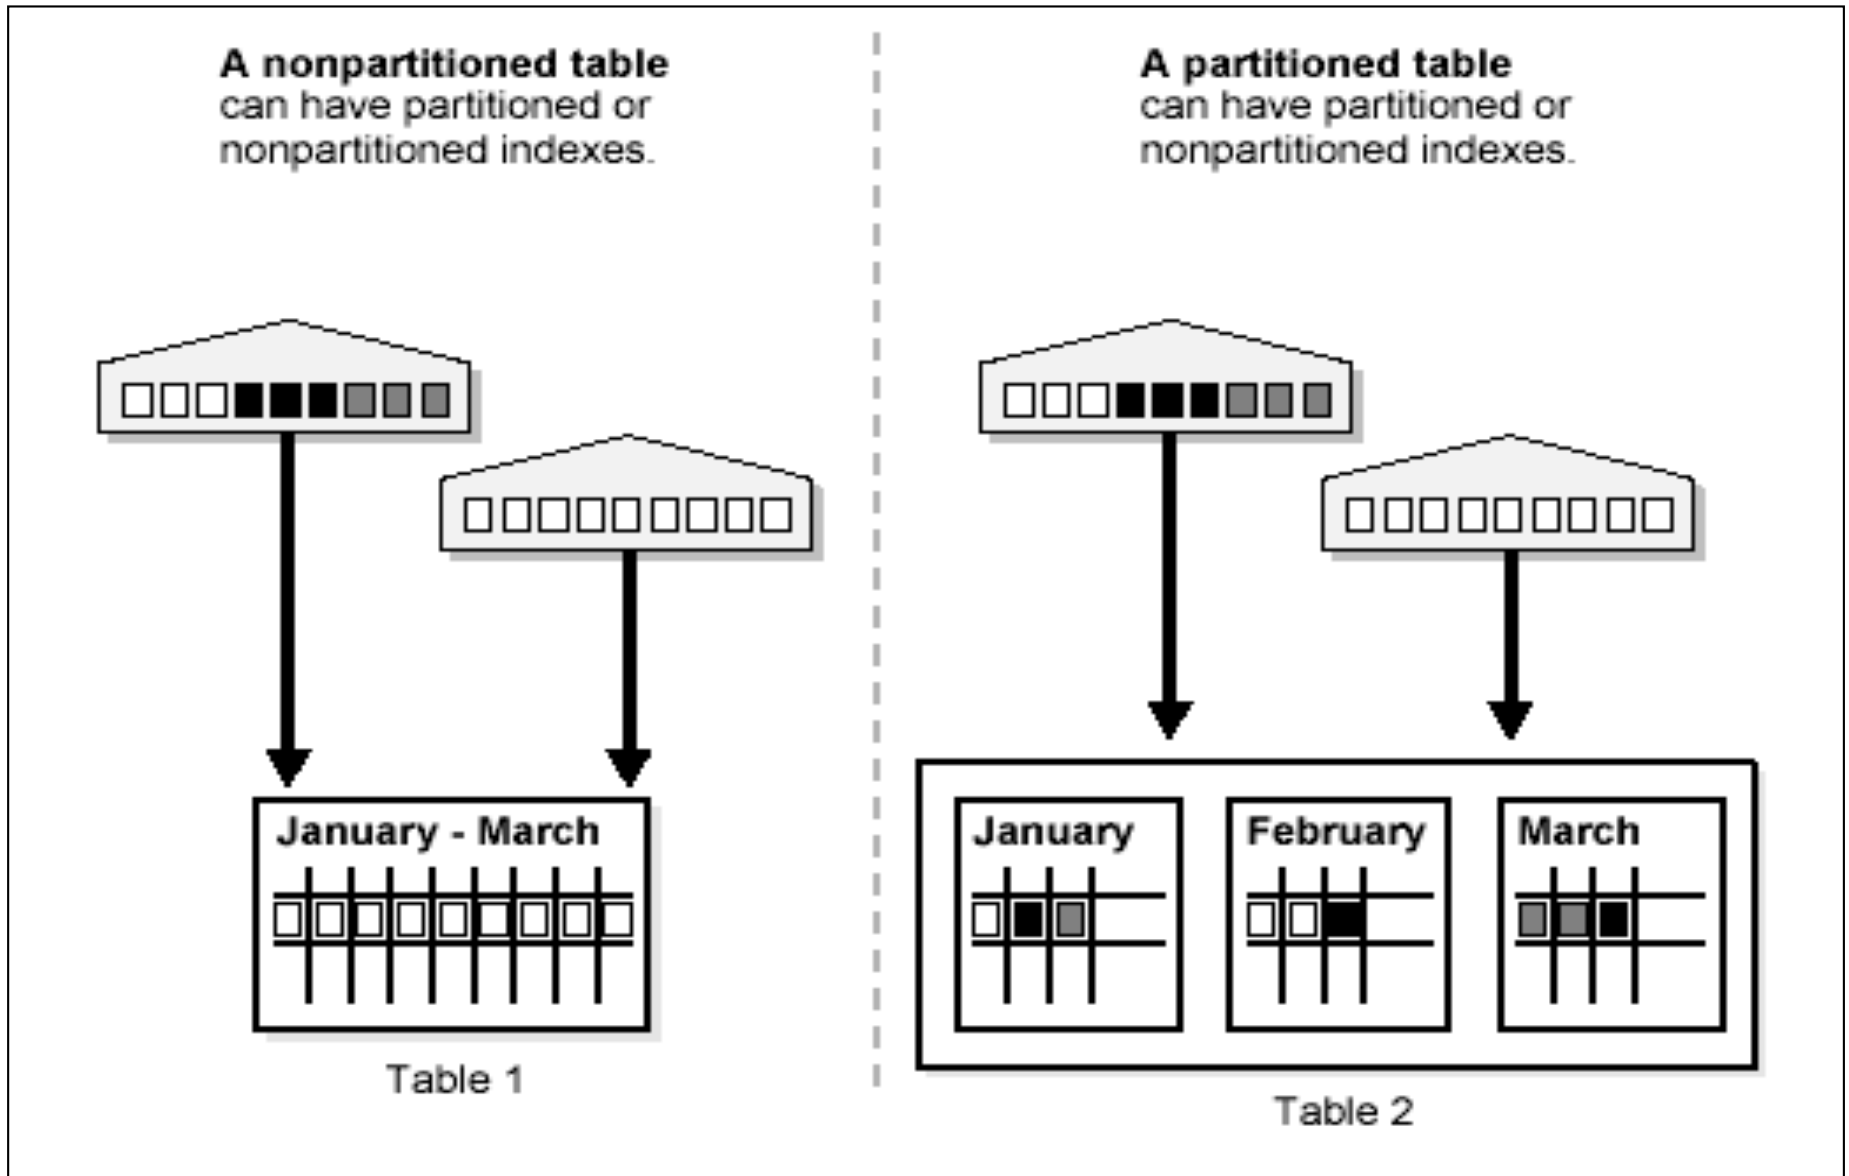 A nonpartitioned table
can have partitioned or
nonpartitioned indexes.
January - March
Table 1
A partitioned table
can have partitioned or
nonpartitioned indexes.
January
February
March
Table 2